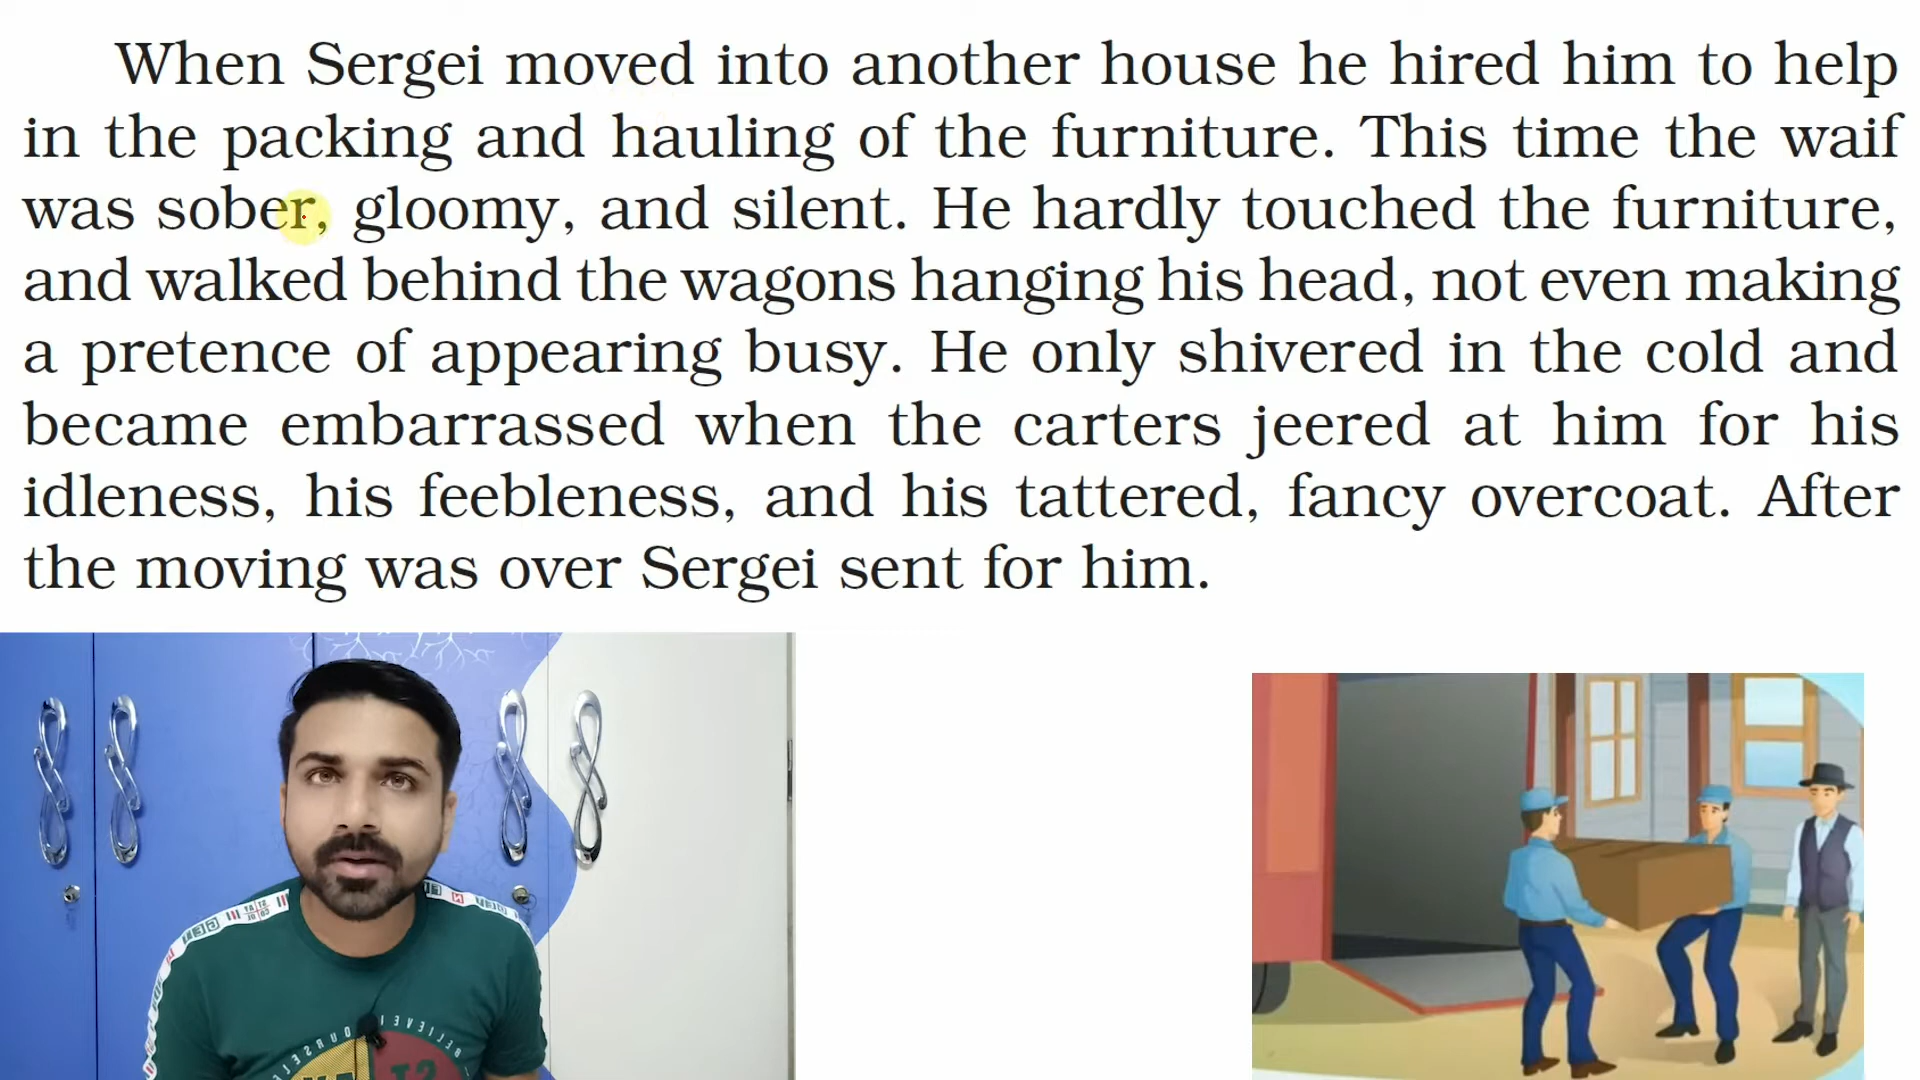 When Sergei moved into another house he hired him to help
in the packing and hauling of the furniture. This time the waif
was sober, gloomy, and silent. He hardly touched the furniture,
and walked behind the wagons hanging his head, not even making
a pretence of appearing busy. He only shivered in the cold and
became embarrassed when the carters jeered at him for his
idleness, his feebleness, and his tattered, fancy overcoat. After
the moving was over Sergei sent for him.